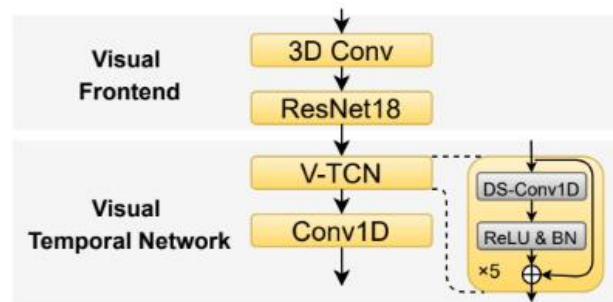 Visual
Frontend
3D Conv
ResNet18
Visual
Temporal Network
V-TCN
Conv1D
DS-Conv1D
ReLU & BN
×5